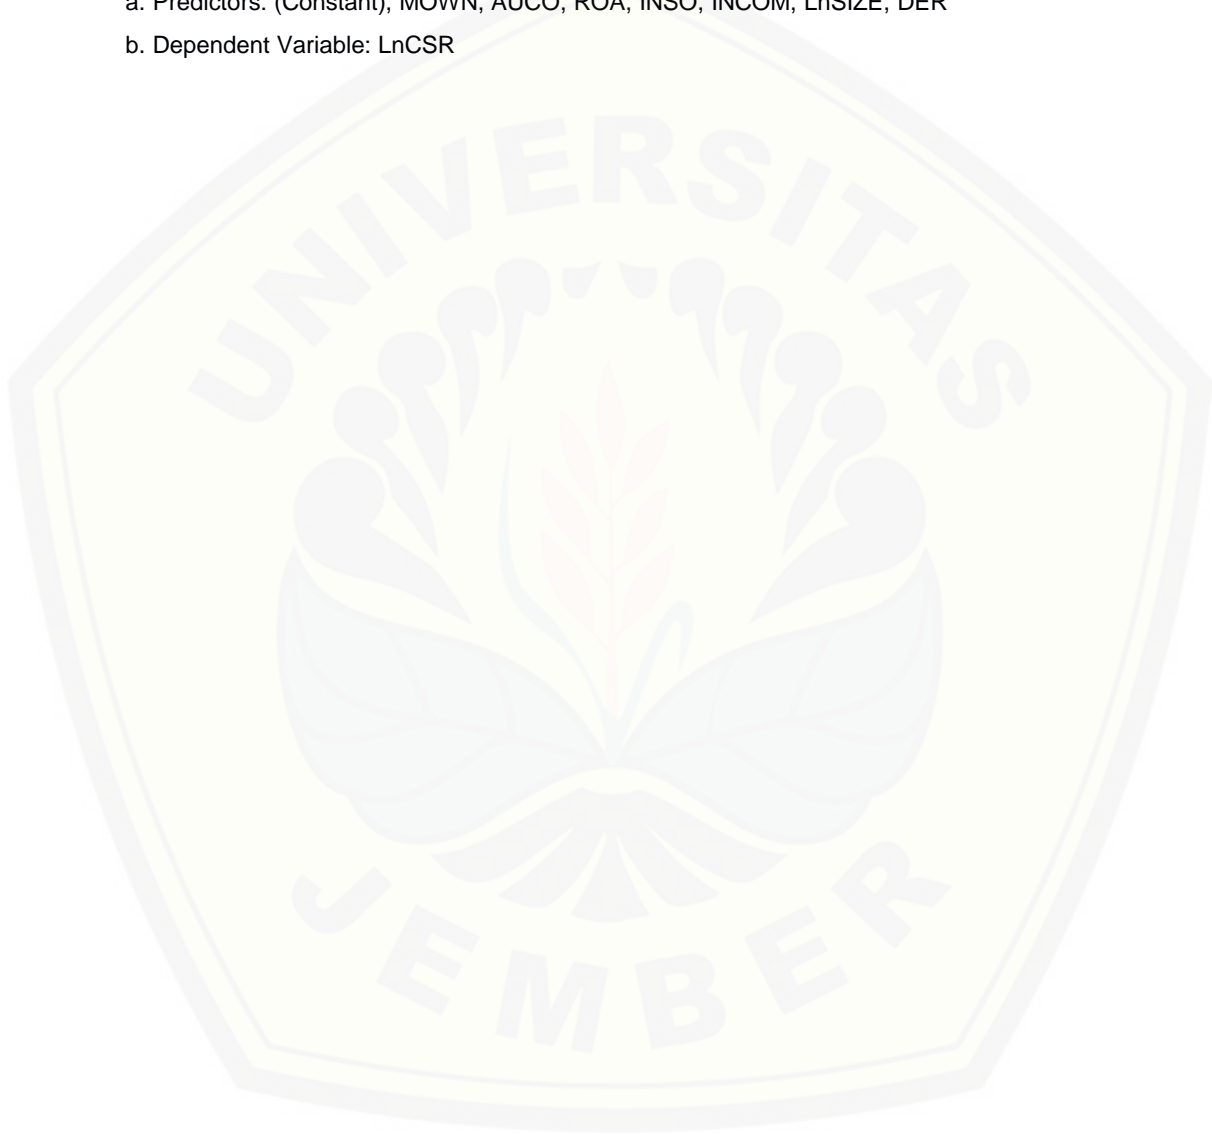 a. Predictors: (Constant), MOWN, AUCO, ROA, INSO, INCOM, LnSIZE, DER
b. Dependent Variable: LnCSR
UNIVERSITAS
JEMBER